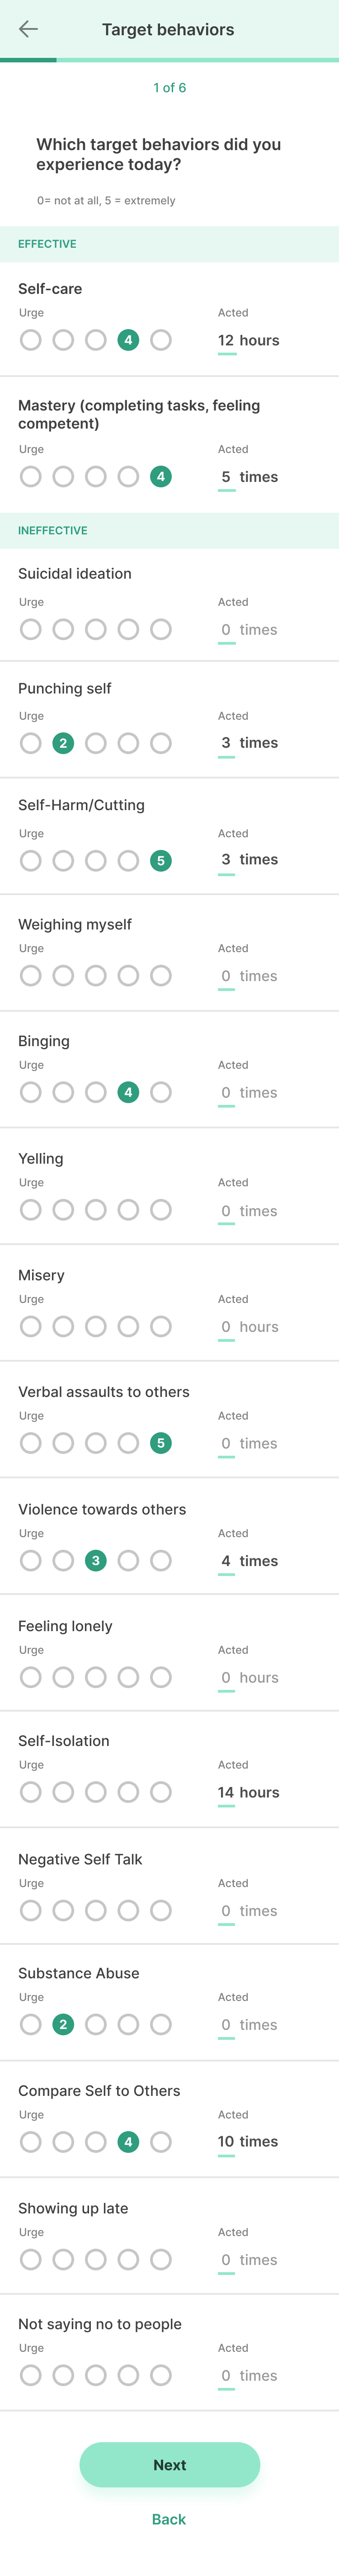 Target behaviors
1 of 6
Which target behaviors did you
experience today?
0= not at all, 5 = extremely
EFFECTIVE
Self-care
Urge Acted
4 12 hours
Mastery (completing tasks, feeling
competent)
Urge Acted
4 5 times
INEFFECTIVE
Suicidal ideation
Urge Acted
0 times
Punching self
Urge Acted
2 3 times
Self-Harm/Cutting
Urge Acted
5 3 times
Weighing myself
Urge Acted
0 times
Binging
Urge Acted
4 0 times
Yelling
Urge Acted
0 times
Misery
Urge Acted
0 hours
Verbal assaults to others
Urge Acted
5 0 times
Violence towards others
Urge Acted
3 4 times
Feeling lonely
Urge Acted
0 hours
Self-Isolation
Urge Acted
14 hours
Negative Self Talk
Urge Acted
0 times
Substance Abuse
Urge Acted
2 0 times
Compare Self to Others
Urge Acted
4 10 times
Showing up late
Urge Acted
0 times
Not saying no to people
Urge Acted
0 times
Next
Back